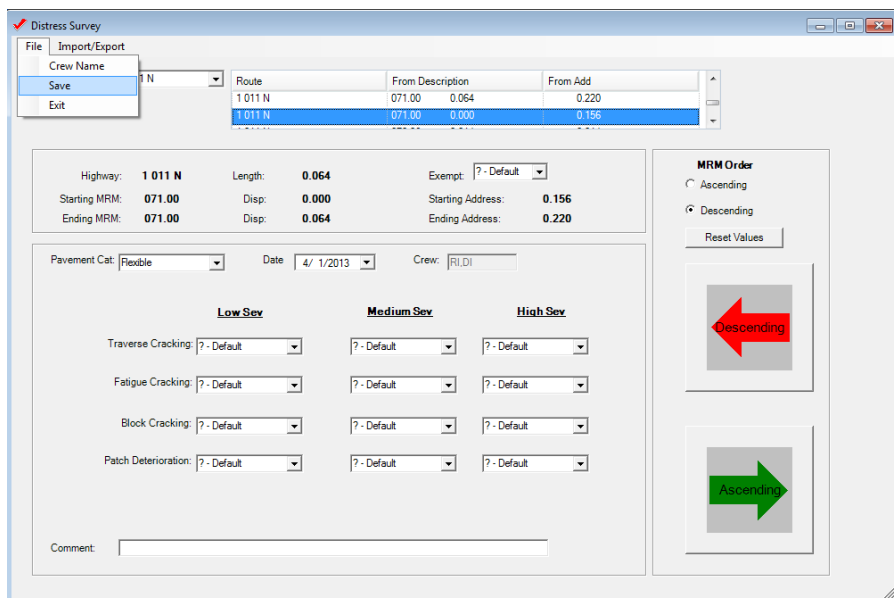 Distress Survey
File Import/Export
Crew Name
Save
Exit
1 N
Route From Description From Add
1 011 N 071.00 0.064 0.220
1 011 N 071.00 0.000 0.156
Highway: 1 011 N Length: 0.064 Exempt: ? - Default
Starting MRM: 071.00 Disp: 0.000 Starting Address: 0.156
Ending MRM: 071.00 Disp: 0.064 Ending Address: 0.220
MRM Order
Ascending
Descending
Reset Values
Pavement Cat: Flexible Date 4/ 1/2013 Crew: RI,DI
Low Sev Medium Sev High Sev
Traverse Cracking: ? - Default ? - Default ? - Default
Fatigue Cracking: ? - Default ? - Default ? - Default
Block Cracking: ? - Default ? - Default ? - Default
Patch Deterioration: ? - Default ? - Default ? - Default
Comment:
Descending
Ascending